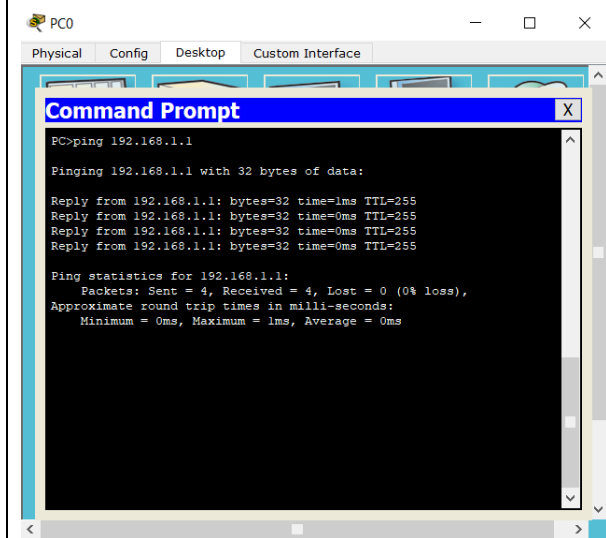 PC0
Physical Config Desktop Custom Interface
Command Prompt
X
PC>ping 192.168.1.1
Pinging 192.168.1.1 with 32 bytes of data:
Reply from 192.168.1.1: bytes=32 time=1ms TTL=255
Reply from 192.168.1.1: bytes=32 time=0ms TTL=255
Reply from 192.168.1.1: bytes=32 time=0ms TTL=255
Reply from 192.168.1.1: bytes=32 time=0ms TTL=255
Ping statistics for 192.168.1.1:
Packets: Sent = 4, Received = 4, Lost = 0 (0% loss),
Approximate round trip times in milli-seconds:
Minimum = 0ms, Maximum = 1ms, Average = 0ms